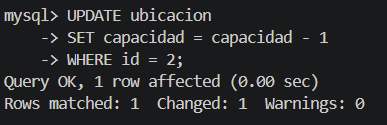 mysql> UPDATE ubicacion
    -> SET capacidad = capacidad - 1
    -> WHERE id = 2;
Query OK, 1 row affected (0.00 sec)
Rows matched: 1  Changed: 1  Warnings: 0